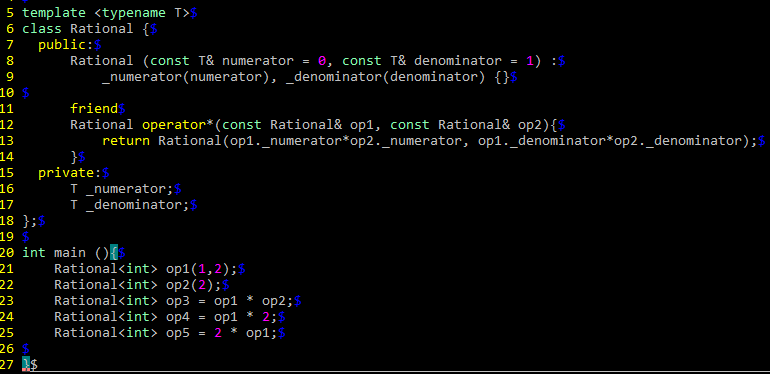 5 template <typename T>$
6 class Rational {$
7   public:$
8       Rational (const T& numerator = 0, const T& denominator = 1) :$
9           _numerator(numerator), _denominator(denominator) {}$
10 $
11       friend$
12       Rational operator*(const Rational& op1, const Rational& op2){$
13           return Rational(op1._numerator*op2._numerator, op1._denominator*op2._denominator);$
14       }$
15   private:$
16       T _numerator;$
17       T _denominator;$
18 };$
19 $
20 int main (){$
21     Rational<int> op1(1,2);$
22     Rational<int> op2(2);$
23     Rational<int> op3 = op1 * op2;$
24     Rational<int> op4 = op1 * 2;$
25     Rational<int> op5 = 2 * op1;$
26 $
27 }$